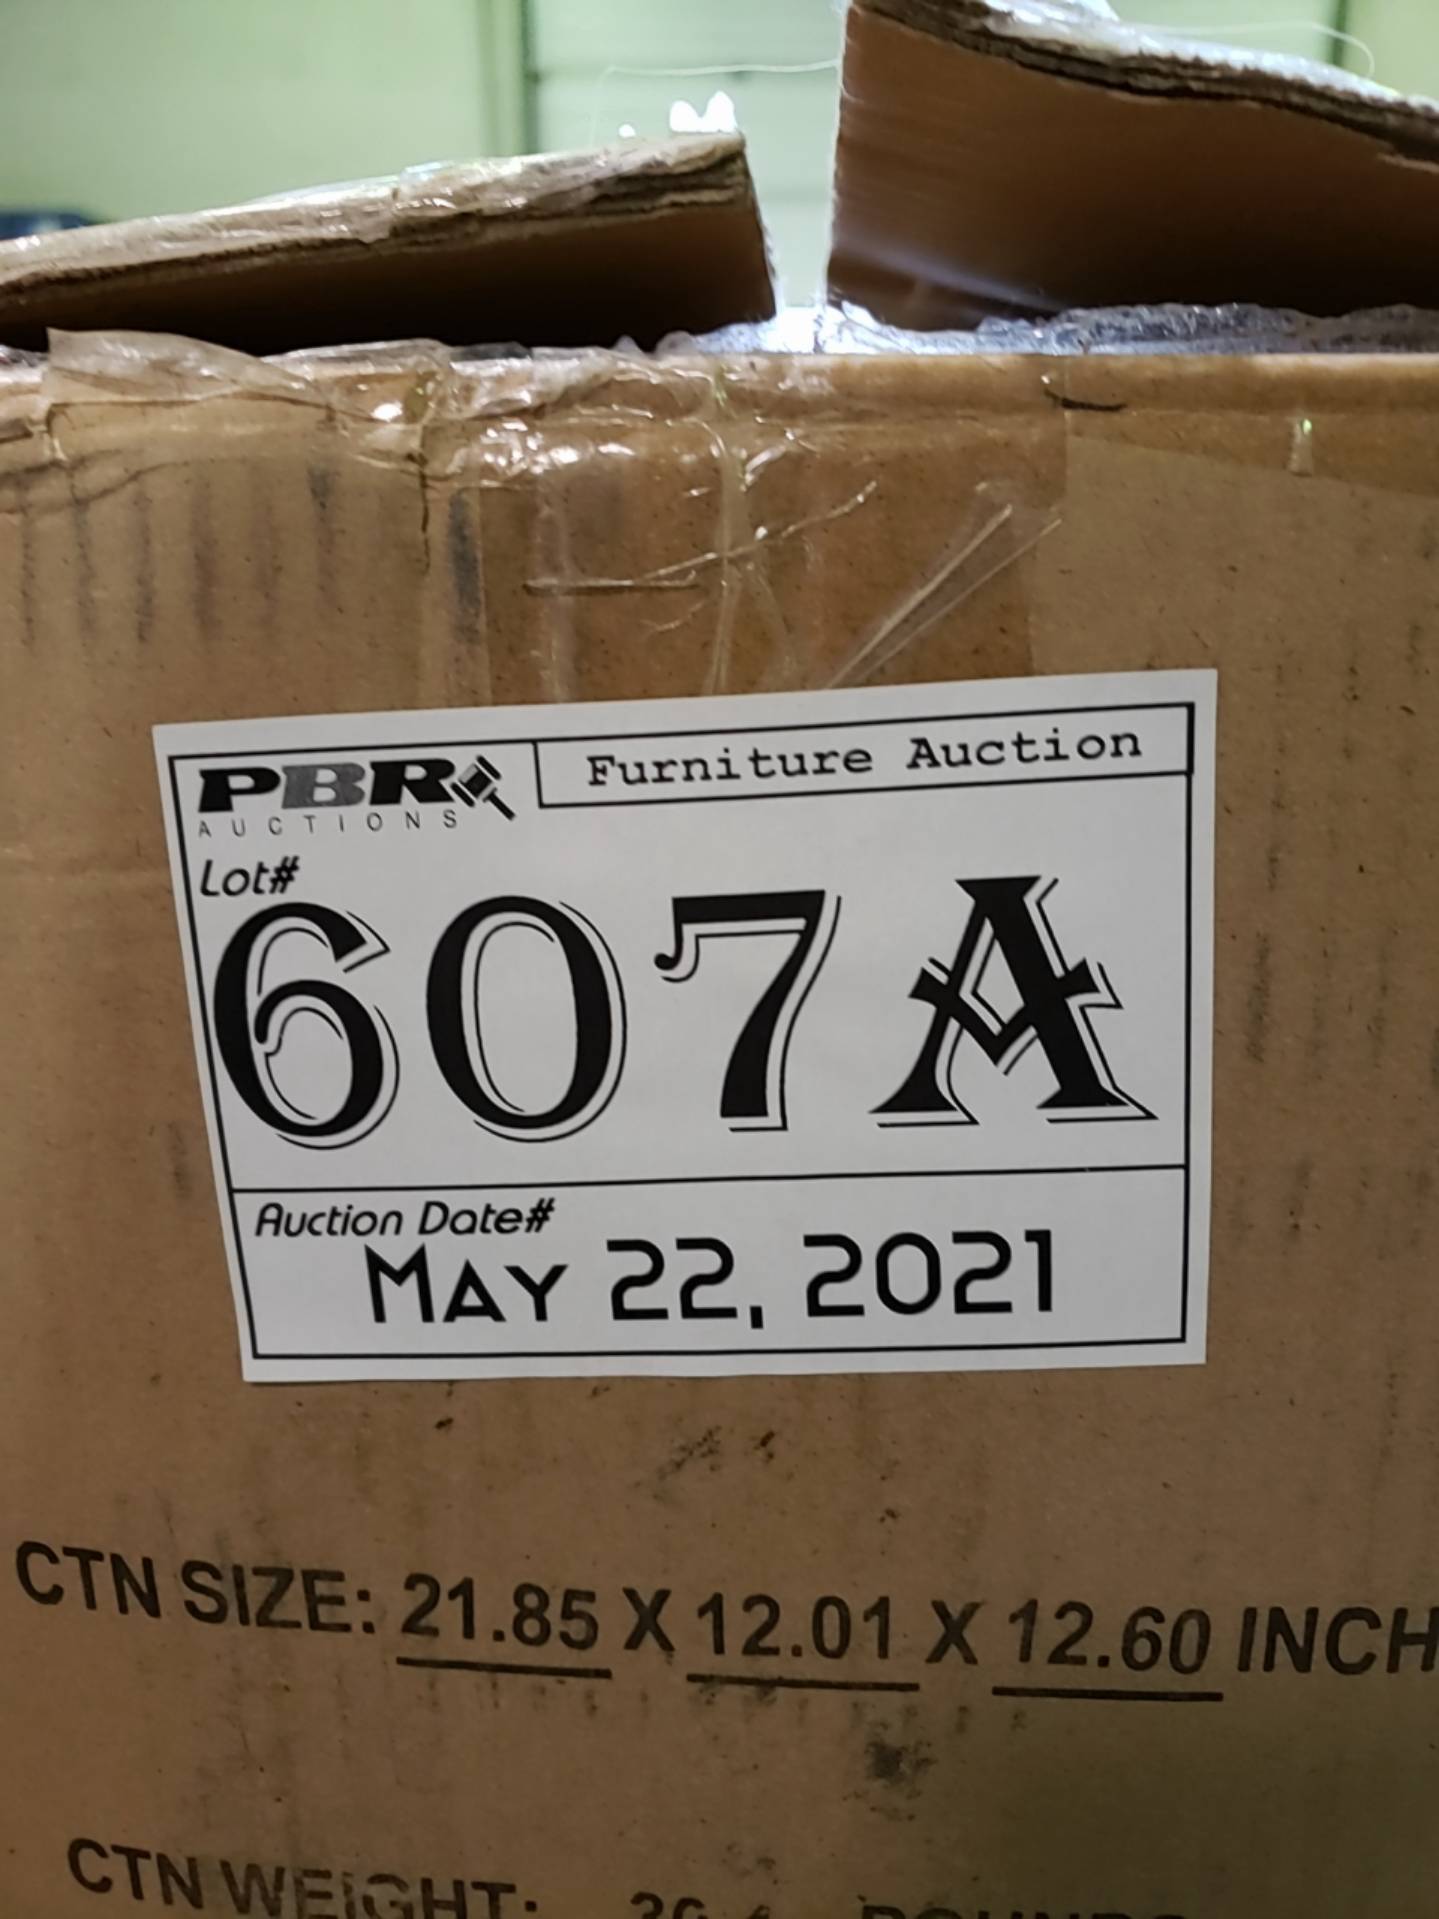 PBR
AUCTIONS
Furniture Auction
Lot#
607A
Auction Date#
MAY 22, 2021
CTN SIZE: 21.85 X 12.01 X 12.60 INCH
CTN WEIGHT: